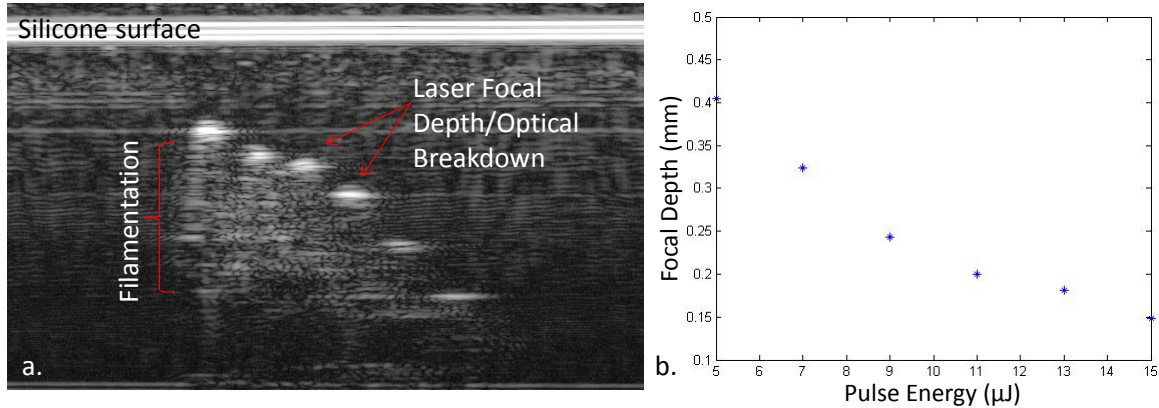 Silicone surface
Laser Focal
Depth/Optical
Breakdown
Filamentation
a.
Focal Depth (mm)
0.5
0.45
0.4
0.35
0.3
0.25
0.2
0.15
0.1
5 6 7 8 9 10 11 12 13 14 15
Pulse Energy (µJ)
b.